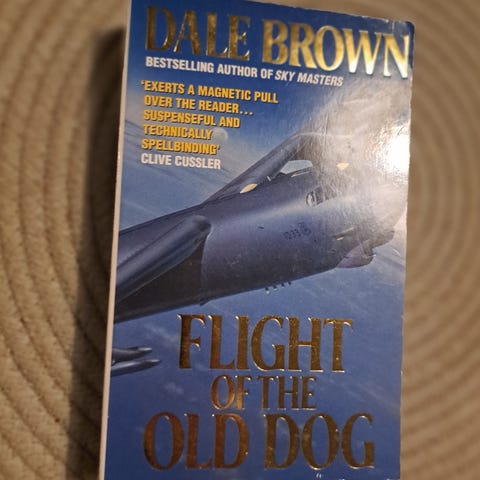 DALE BROWN
BESTSELLING AUTHOR OF SKY MASTERS
'EXERTS A MAGNETIC PULL
OVER THE READER...
SUSPENSEFUL AND
TECHNICALLY
SPELLBINDING'
CLIVE CUSSLER
FLIGHT
OF THE
OLD DOG